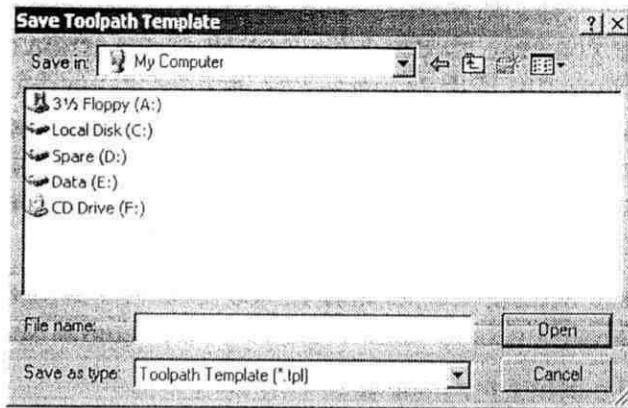 Save Toolpath Template
Save in: My Computer
3½ Floppy (A:)
Local Disk (C:)
Spare (D:)
Data (E:)
CD Drive (F:)
File name:
Open
Save as type: Toolpath Template (*.tpl)
Cancel